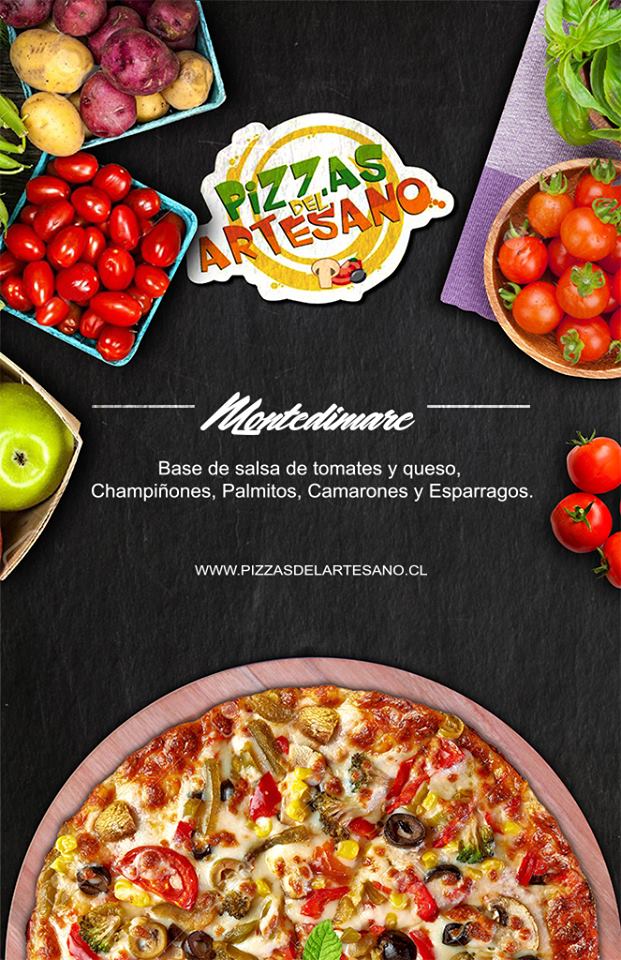 PIZZAS
DEL
ARTESANO
Montedimare
Base de salsa de tomates y queso,
Champiñones, Palmitos, Camarones y Esparragos.
WWW.PIZZASDELARTESANO.CL